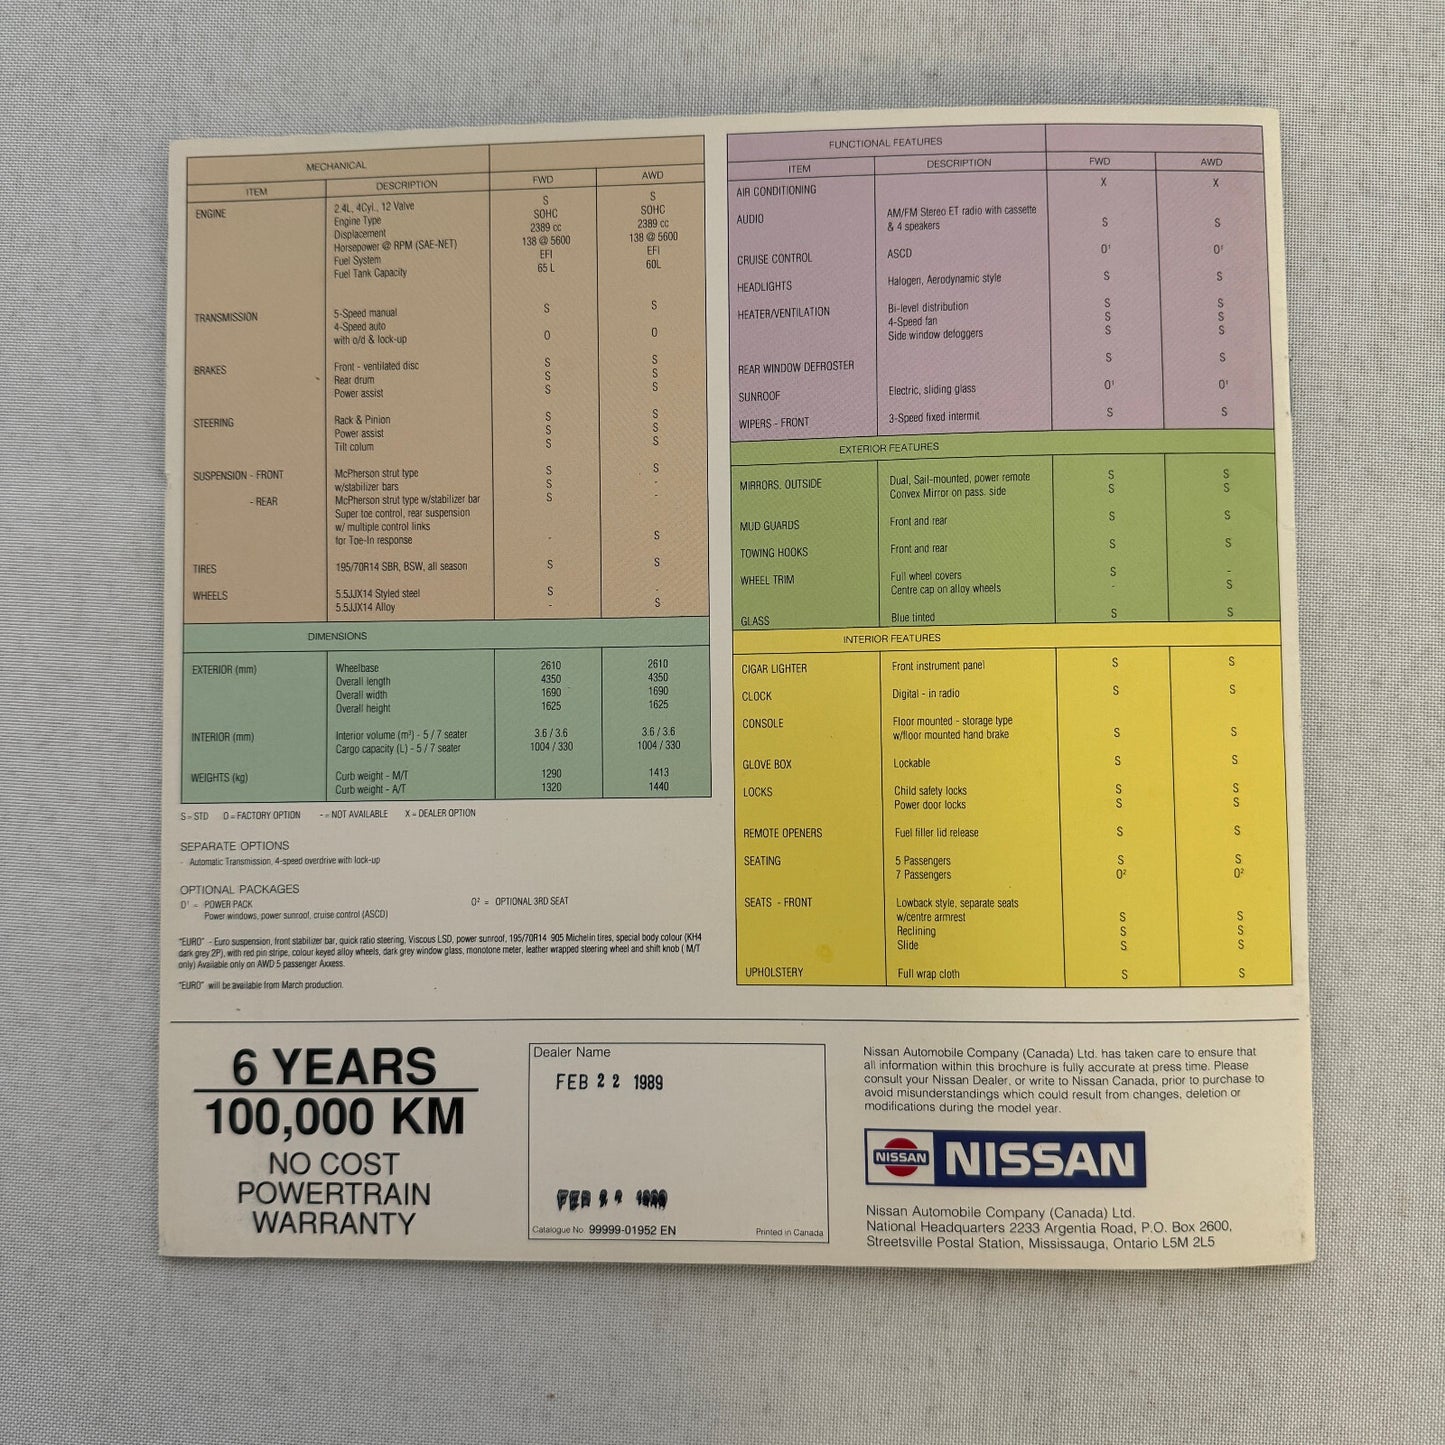 MECHANICAL
ITEM DESCRIPTION FWD AWD
ENGINE 2.4L, 4Cyl., 12 Valve S S
Engine Type SOHC SOHC
Displacement 2389 cc 2389 cc
Horsepower @ RPM (SAE-NET) 138 @ 5600 138 @ 5600
Fuel System EFI EFI
Fuel Tank Capacity 65 L 60L
TRANSMISSION 5-Speed manual S S
4-Speed auto
with o/d & lock-up O O
BRAKES Front - ventilated disc S S
Rear drum S S
Power assist S S
STEERING Rack & Pinion S S
Power assist S S
Tilt colum S S
SUSPENSION - FRONT McPherson strut type S S
w/stabilizer bars S -
- REAR McPherson strut type w/stabilizer bar S -
Super toe control, rear suspension
w/ multiple control links
for Toe-In response - S
TIRES 195/70R14 SBR, BSW, all season S S
WHEELS 5.5JJX14 Styled steel S -
5.5JJX14 Alloy - S
DIMENSIONS
EXTERIOR (mm) Wheelbase 2610 2610
Overall length 4350 4350
Overall width 1690 1690
Overall height 1625 1625
INTERIOR (mm) Interior volume (m³) - 5 / 7 seater 3.6 / 3.6 3.6 / 3.6
Cargo capacity (L) - 5 / 7 seater 1004 / 330 1004 / 330
WEIGHTS (kg) Curb weight - M/T 1290 1413
Curb weight - A/T 1320 1440
S = STD O = FACTORY OPTION - = NOT AVAILABLE X = DEALER OPTION
SEPARATE OPTIONS
- Automatic Transmission, 4-speed overdrive with lock-up
OPTIONAL PACKAGES
O¹ = POWER PACK O² = OPTIONAL 3RD SEAT
Power windows, power sunroof, cruise control (ASCD)
"EURO" - Euro suspension, front stabilizer bar, quick ratio steering, Viscous LSD, power sunroof, 195/70R14 905 Michelin tires, special body colour (KH4
dark grey 2P), with red pin stripe, colour keyed alloy wheels, dark grey window glass, monotone meter, leather wrapped steering wheel and shift knob ( M/T
only) Available only on AWD 5 passenger Axxess.
"EURO" will be available from March production.
FUNCTIONAL FEATURES
ITEM DESCRIPTION FWD AWD
AIR CONDITIONING X X
AUDIO AM/FM Stereo ET radio with cassette
& 4 speakers S S
CRUISE CONTROL ASCD O¹ O¹
HEADLIGHTS Halogen, Aerodynamic style S S
HEATER/VENTILATION Bi-level distribution S S
4-Speed fan S S
Side window defoggers S S
REAR WINDOW DEFROSTER S S
SUNROOF Electric, sliding glass O¹ O¹
WIPERS - FRONT 3-Speed fixed intermit. S S
EXTERIOR FEATURES
MIRRORS. OUTSIDE Dual, Sail-mounted, power remote S S
Convex Mirror on pass. side S S
MUD GUARDS Front and rear S S
TOWING HOOKS Front and rear S S
WHEEL TRIM Full wheel covers S -
Centre cap on alloy wheels - S
GLASS Blue tinted S S
INTERIOR FEATURES
CIGAR LIGHTER Front instrument panel S S
CLOCK Digital - in radio S S
CONSOLE Floor mounted - storage type
w/floor mounted hand brake S S
GLOVE BOX Lockable S S
LOCKS Child safety locks S S
Power door locks S S
REMOTE OPENERS Fuel filler lid release S S
SEATING 5 Passengers S S
7 Passengers O² O²
SEATS - FRONT Lowback style, separate seats
w/centre armrest S S
Reclining S S
Slide S S
UPHOLSTERY Full wrap cloth S S
6 YEARS
100,000 KM
NO COST
POWERTRAIN
WARRANTY
Dealer Name
FEB 22 1989
FEB
Catalogue No 99999-01952 EN Printed in Canada
Nissan Automobile Company (Canada) Ltd. has taken care to ensure that
all information within this brochure is fully accurate at press time. Please
consult your Nissan Dealer, or write to Nissan Canada, prior to purchase to
avoid misunderstandings which could result from changes, deletion or
modifications during the model year.
NISSAN NISSAN
Nissan Automobile Company (Canada) Ltd.
National Headquarters 2233 Argentia Road, P.O. Box 2600,
Streetsville Postal Station, Mississauga, Ontario L5M 2L5